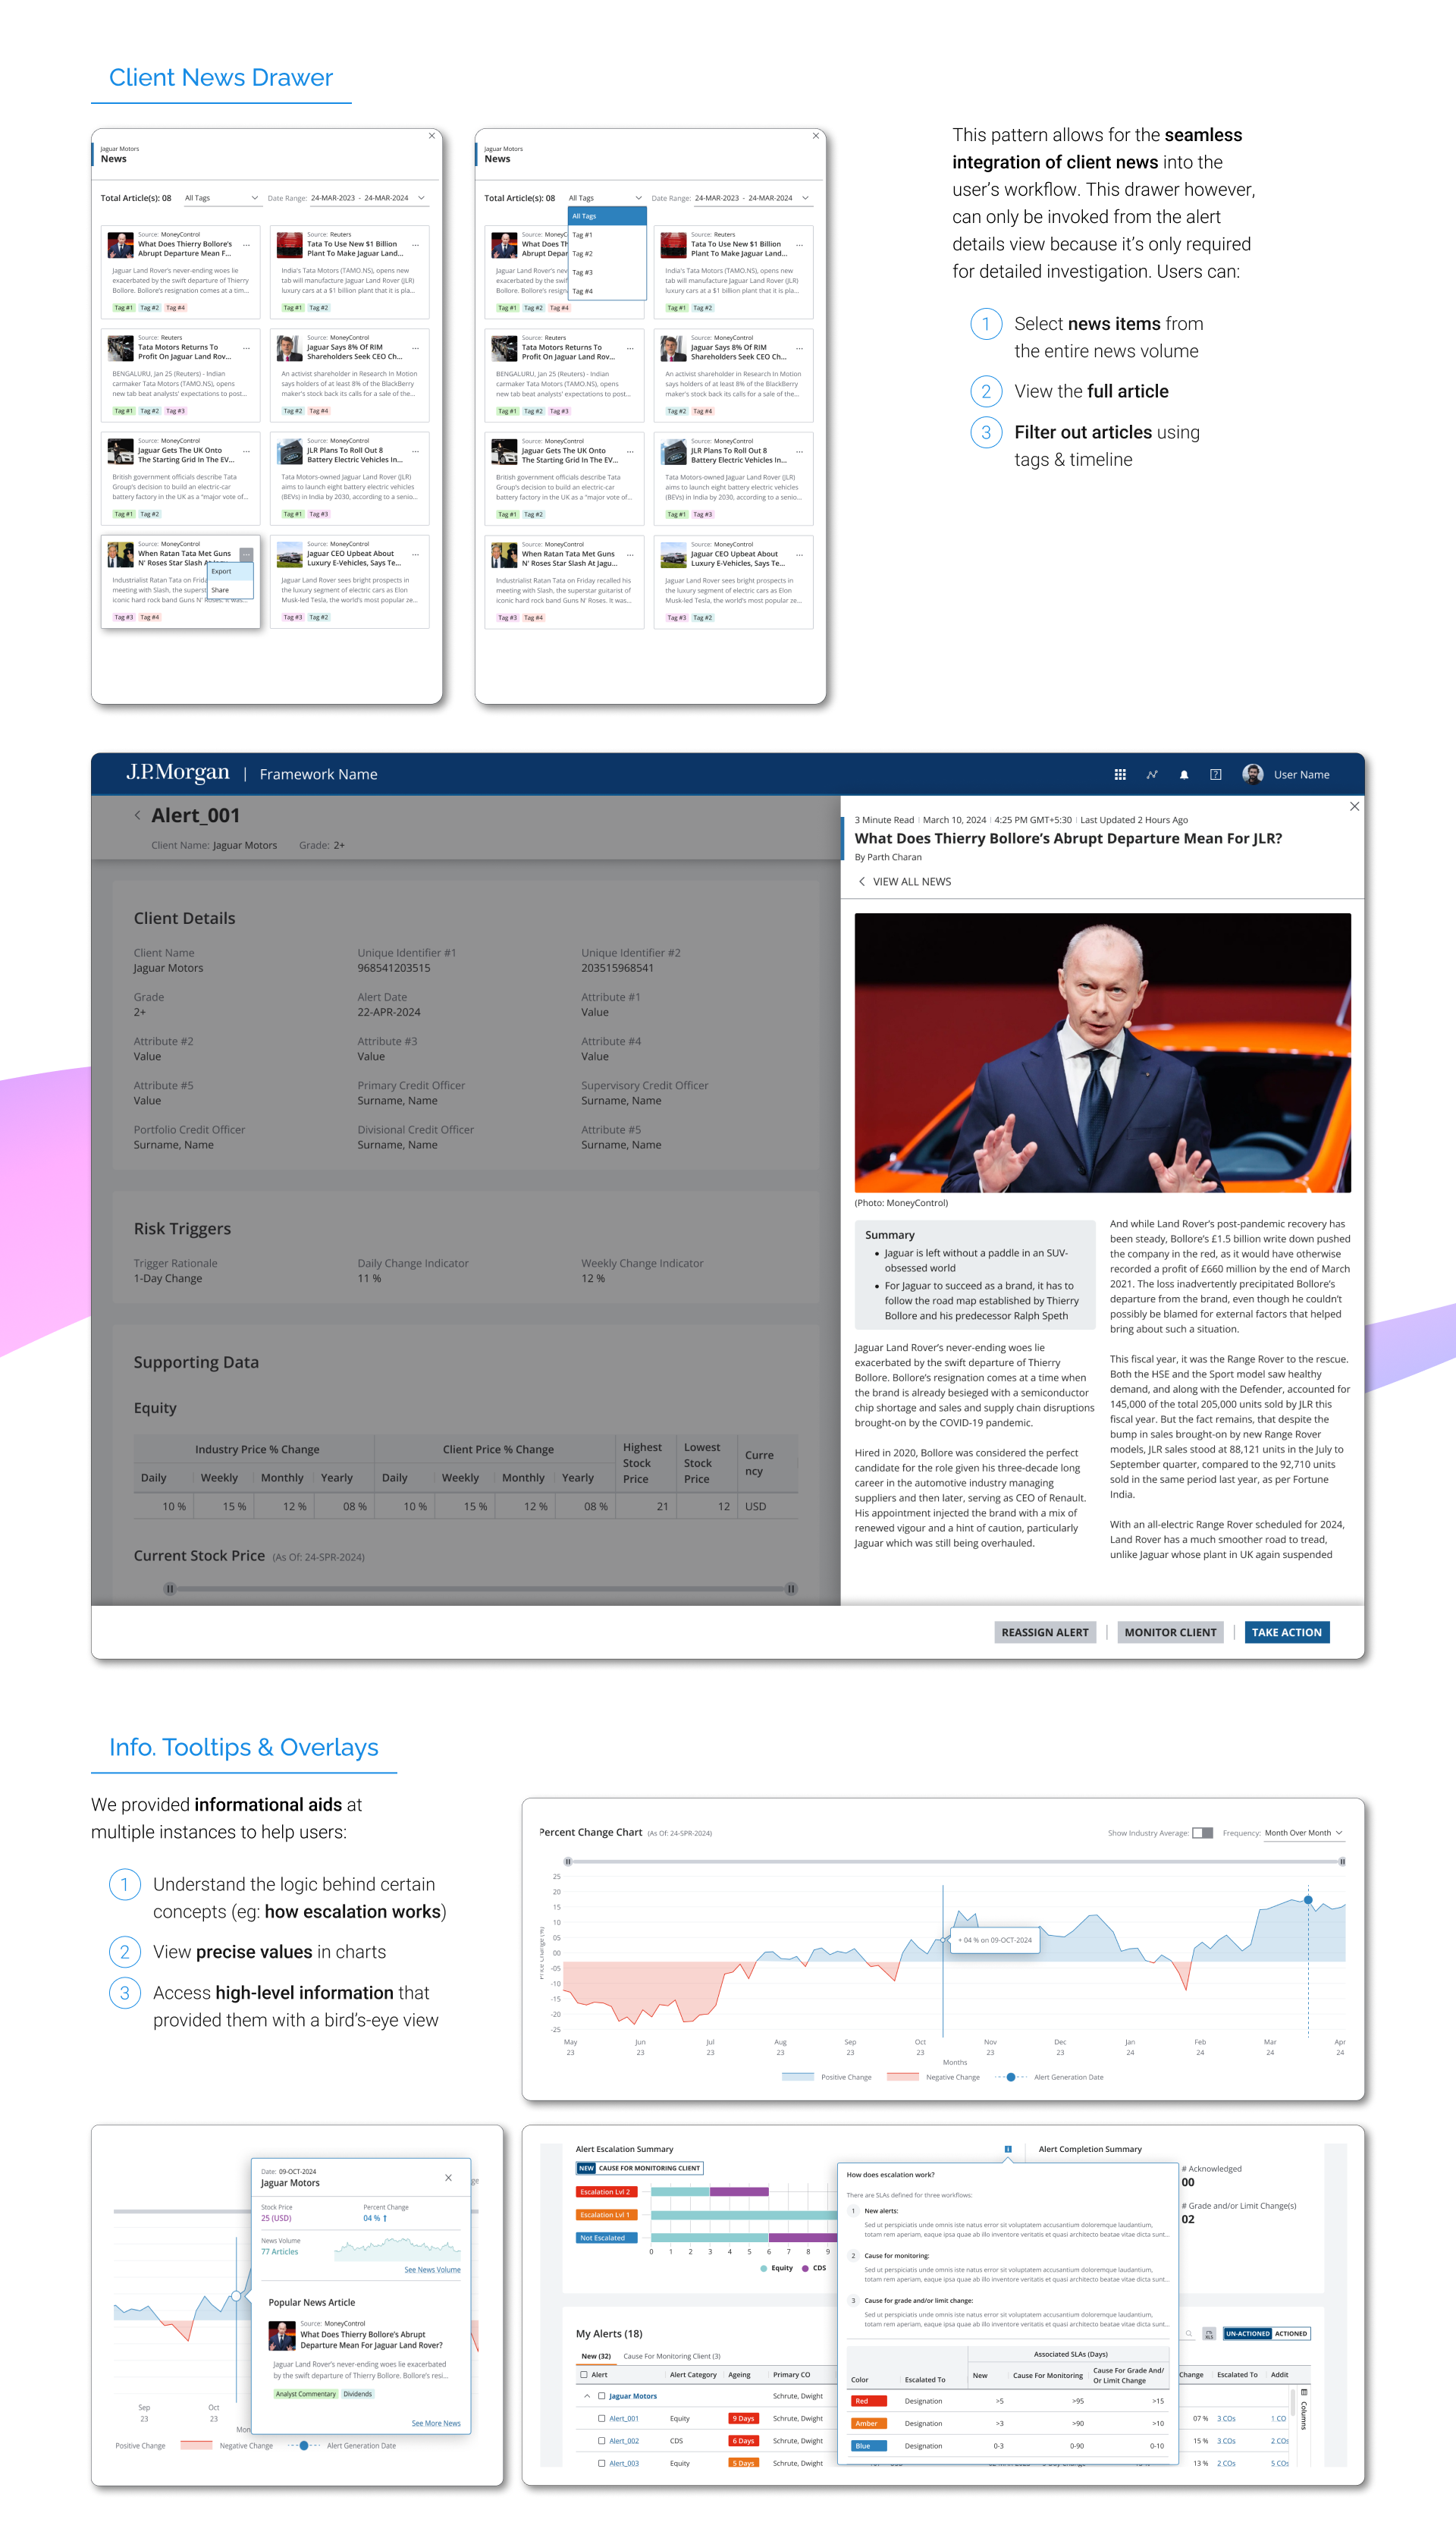 Client News Drawer
Jaguar Motors
News
Total Article(s): 08
All Tags
Date Range: 24-MAR-2023 - 24-MAR-2024
Source: MoneyControl
What Does Thierry Bollore's
Abrupt Departure Mean F...
Jaguar Land Rover's never-ending woes lie
exacerbated by the swift departure of Thierry
Bollore. Bollore's resignation comes at a tim...
Tag #1 Tag #2 Tag #4
Source: Reuters
Tata To Use New $1 Billion
Plant To Make Jaguar Land...
India's Tata Motors (TAMO.NS), opens new
tab will manufacture Jaguar Land Rover (JLR)
luxury cars at a $1 billion plant that it is pla...
Tag #1 Tag #2
Source: Reuters
Tata Motors Returns To
Profit On Jaguar Land Rov...
BENGALURU, Jan 25 (Reuters) - Indian
carmaker Tata Motors (TAMO.NS), opens
new tab beat analysts' expectations to post...
Tag #1 Tag #2 Tag #3
Source: MoneyControl
Jaguar Says 8% Of RIM
Shareholders Seek CEO Ch...
An activist shareholder in Research In Motion
says holders of at least 8% of the BlackBerry
maker's stock back its calls for a sale of the...
Tag #2 Tag #4
Source: MoneyControl
Jaguar Gets The UK Onto
The Starting Grid In The EV...
British government officials describe Tata
Group's decision to build an electric-car
battery factory in the UK as a "major vote of...
Tag #1 Tag #2
Source: MoneyControl
JLR Plans To Roll Out 8
Battery Electric Vehicles In...
Tata Motors-owned Jaguar Land Rover (JLR)
aims to launch eight battery electric vehicles
(BEVs) in India by 2030, according to a senio...
Tag #1 Tag #3
Source: MoneyControl
When Ratan Tata Met Guns
N' Roses Star Slash At Jagu...
Export
Share
Industrialist Ratan Tata on Frida
meeting with Slash, the superst
iconic hard rock band Guns N' Roses. It was...
Tag #3 Tag #4
Source: MoneyControl
Jaguar CEO Upbeat About
Luxury E-Vehicles, Says Te...
Jaguar Land Rover sees bright prospects in
the luxury segment of electric cars as Elon
Musk-led Tesla, the world's most popular ze...
Tag #3 Tag #2
Jaguar Motors
News
Total Article(s): 08
All Tags
Date Range: 24-MAR-2023 - 24-MAR-2024
All Tags
Tag #1
Tag #2
Tag #3
Tag #4
Source: MoneyC
What Does Th
Abrupt Depar
Jaguar Land Rover's nev
exacerbated by the swif
Bollore. Bollore's resign
Tag #1 Tag #2 Tag #4
Source: Reuters
Tata To Use New $1 Billion
Plant To Make Jaguar Land...
India's Tata Motors (TAMO.NS), opens new
tab will manufacture Jaguar Land Rover (JLR)
luxury cars at a $1 billion plant that it is pla...
Tag #1 Tag #2
Source: Reuters
Tata Motors Returns To
Profit On Jaguar Land Rov...
BENGALURU, Jan 25 (Reuters) - Indian
carmaker Tata Motors (TAMO.NS), opens
new tab beat analysts' expectations to post...
Tag #1 Tag #2 Tag #3
Source: MoneyControl
Jaguar Says 8% Of RIM
Shareholders Seek CEO Ch...
An activist shareholder in Research In Motion
says holders of at least 8% of the BlackBerry
maker's stock back its calls for a sale of the...
Tag #2 Tag #4
Source: MoneyControl
Jaguar Gets The UK Onto
The Starting Grid In The EV...
British government officials describe Tata
Group's decision to build an electric-car
battery factory in the UK as a "major vote of...
Tag #1 Tag #2
Source: MoneyControl
JLR Plans To Roll Out 8
Battery Electric Vehicles In...
Tata Motors-owned Jaguar Land Rover (JLR)
aims to launch eight battery electric vehicles
(BEVs) in India by 2030, according to a senio...
Tag #1 Tag #3
Source: MoneyControl
When Ratan Tata Met Guns
N' Roses Star Slash At Jagu...
Industrialist Ratan Tata on Friday recalled his
meeting with Slash, the superstar guitarist of
iconic hard rock band Guns N' Roses. It was...
Tag #3 Tag #4
Source: MoneyControl
Jaguar CEO Upbeat About
Luxury E-Vehicles, Says Te...
Jaguar Land Rover sees bright prospects in
the luxury segment of electric cars as Elon
Musk-led Tesla, the world's most popular ze...
Tag #3 Tag #2
This pattern allows for the seamless
integration of client news into the
user's workflow. This drawer however,
can only be invoked from the alert
details view because it's only required
for detailed investigation. Users can:
1 Select news items from
the entire news volume
2 View the full article
3 Filter out articles using
tags & timeline
J.P.Morgan | Framework Name
User Name
Alert_001
Client Name: Jaguar Motors Grade: 2+
Client Details
Client Name Unique Identifier #1 Unique Identifier #2
Jaguar Motors 968541203515 203515968541
Grade Alert Date Attribute #1
2+ 22-APR-2024 Value
Attribute #2 Attribute #3 Attribute #4
Value Value Value
Attribute #5 Primary Credit Officer Supervisory Credit Officer
Value Surname, Name Surname, Name
Portfolio Credit Officer Divisional Credit Officer Attribute #5
Surname, Name Surname, Name Surname, Name
Risk Triggers
Trigger Rationale Daily Change Indicator Weekly Change Indicator
1-Day Change 11 % 12 %
Supporting Data
Equity
Industry Price % Change Client Price % Change Highest Stock Price Lowest Stock Price Curre ncy
Daily Weekly Monthly Yearly Daily Weekly Monthly Yearly
10 % 15 % 12 % 08 % 10 % 15 % 12 % 08 % 21 12 USD
Current Stock Price (As Of: 24-SPR-2024)
3 Minute Read | March 10, 2024 | 4:25 PM GMT+5:30 | Last Updated 2 Hours Ago
What Does Thierry Bollore's Abrupt Departure Mean For JLR?
By Parth Charan
VIEW ALL NEWS
(Photo: MoneyControl)
Summary
• Jaguar is left without a paddle in an SUV-
obsessed world
• For Jaguar to succeed as a brand, it has to
follow the road map established by Thierry
Bollore and his predecessor Ralph Speth
Jaguar Land Rover's never-ending woes lie
exacerbated by the swift departure of Thierry
Bollore. Bollore's resignation comes at a time when
the brand is already besieged with a semiconductor
chip shortage and sales and supply chain disruptions
brought-on by the COVID-19 pandemic.
Hired in 2020, Bollore was considered the perfect
candidate for the role given his three-decade long
career in the automotive industry managing
suppliers and then later, serving as CEO of Renault.
His appointment injected the brand with a mix of
renewed vigour and a hint of caution, particularly
Jaguar which was still being overhauled.
And while Land Rover's post-pandemic recovery has
been steady, Bollore's £1.5 billion write down pushed
the company in the red, as it would have otherwise
recorded a profit of £660 million by the end of March
2021. The loss inadvertently precipitated Bollore's
departure from the brand, even though he couldn't
possibly be blamed for external factors that helped
bring about such a situation.
This fiscal year, it was the Range Rover to the rescue.
Both the HSE and the Sport model saw healthy
demand, and along with the Defender, accounted for
145,000 of the total 205,000 units sold by JLR this
fiscal year. But the fact remains, that despite the
bump in sales brought-on by new Range Rover
models, JLR sales stood at 88,121 units in the July to
September quarter, compared to the 92,710 units
sold in the same period last year, as per Fortune
India.
With an all-electric Range Rover scheduled for 2024,
Land Rover has a much smoother road to tread,
unlike Jaguar whose plant in UK again suspended
REASSIGN ALERT | MONITOR CLIENT | TAKE ACTION
Info. Tooltips & Overlays
We provided informational aids at
multiple instances to help users:
1 Understand the logic behind certain
concepts (eg: how escalation works)
2 View precise values in charts
3 Access high-level information that
provided them with a bird's-eye view
Percent Change Chart (As Of: 24-SPR-2024)
Show Industry Average:
Frequency: Month Over Month
Price Change (%)
25
20
15
10
05
00
-05
-10
-15
-20
-25
+ 04 % on 09-OCT-2024
May Jun Jul Aug Sep Oct Nov Dec Jan Feb Mar Apr
23 23 23 23 23 23 23 23 24 24 24 24
Months
Positive Change Negative Change Alert Generation Date
Date: 09-OCT-2024
Jaguar Motors
Stock Price Percent Change
25 (USD) 04 %
News Volume
77 Articles
See News Volume
Popular News Article
Source: MoneyControl
What Does Thierry Bollore's Abrupt
Departure Mean For Jaguar Land Rover?
Jaguar Land Rover's never-ending woes lie exacerbated
by the swift departure of Thierry Bollore. Bollore's resi...
Analyst Commentary Dividends
See More News
ge
Sep Oct
23 23
Mon
Positive Change Negative Change Alert Generation Date
Alert Escalation Summary
NEW CAUSE FOR MONITORING CLIENT
Escalation Lvl 2
Escalation Lvl 1
Not Escalated
0 1 2 3 4 5 6 7 8 9
Equity CDS
Alert Completion Summary
# Acknowledged
00
# Grade and/or Limit Change(s)
02
How does escalation work?
There are SLAs defined for three workflows:
1 New alerts:
Sed ut perspiciatis unde omnis iste natus error sit voluptatem accusantium doloremque laudantium,
totam rem aperiam, eaque ipsa quae ab illo inventore veritatis et quasi architecto beatae vitae dicta sunt...
2 Cause for monitoring:
Sed ut perspiciatis unde omnis iste natus error sit voluptatem accusantium doloremque laudantium,
totam rem aperiam, eaque ipsa quae ab illo inventore veritatis et quasi architecto beatae vitae dicta sunt...
3 Cause for grade and/or limit change:
Sed ut perspiciatis unde omnis iste natus error sit voluptatem accusantium doloremque laudantium,
totam rem aperiam, eaque ipsa quae ab illo inventore veritatis et quasi architecto beatae vitae dicta sunt...
Associated SLAs (Days)
Color Escalated To New Cause For Monitoring Cause For Grade And/ Or Limit Change
Red Designation >5 >95 >15
Amber Designation >3 >90 >10
Blue Designation 0-3 0-90 0-10
My Alerts (18)
UN-ACTIONED ACTIONED
New (32) Cause For Monitoring Client (3)
Alert Alert Category Ageing Primary CO Change Escalated To Addit
Columns
Jaguar Motors Schrute, Dwight
Alert_001 Equity 9 Days Schrute, Dwight 07 % 3 COs 1 CO
Alert_002 CDS 6 Days Schrute, Dwight 15 % 3 COs 2 COs
Alert_003 Equity 5 Days Schrute, Dwight 13 % 2 COs 5 COs